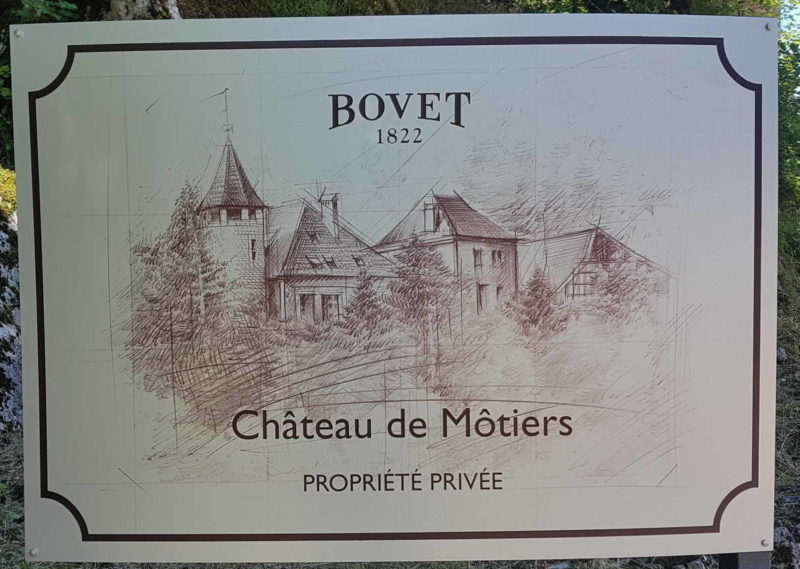 BOVET
1822
Château de Môtiers
PROPRIÉTÉ PRIVÉE